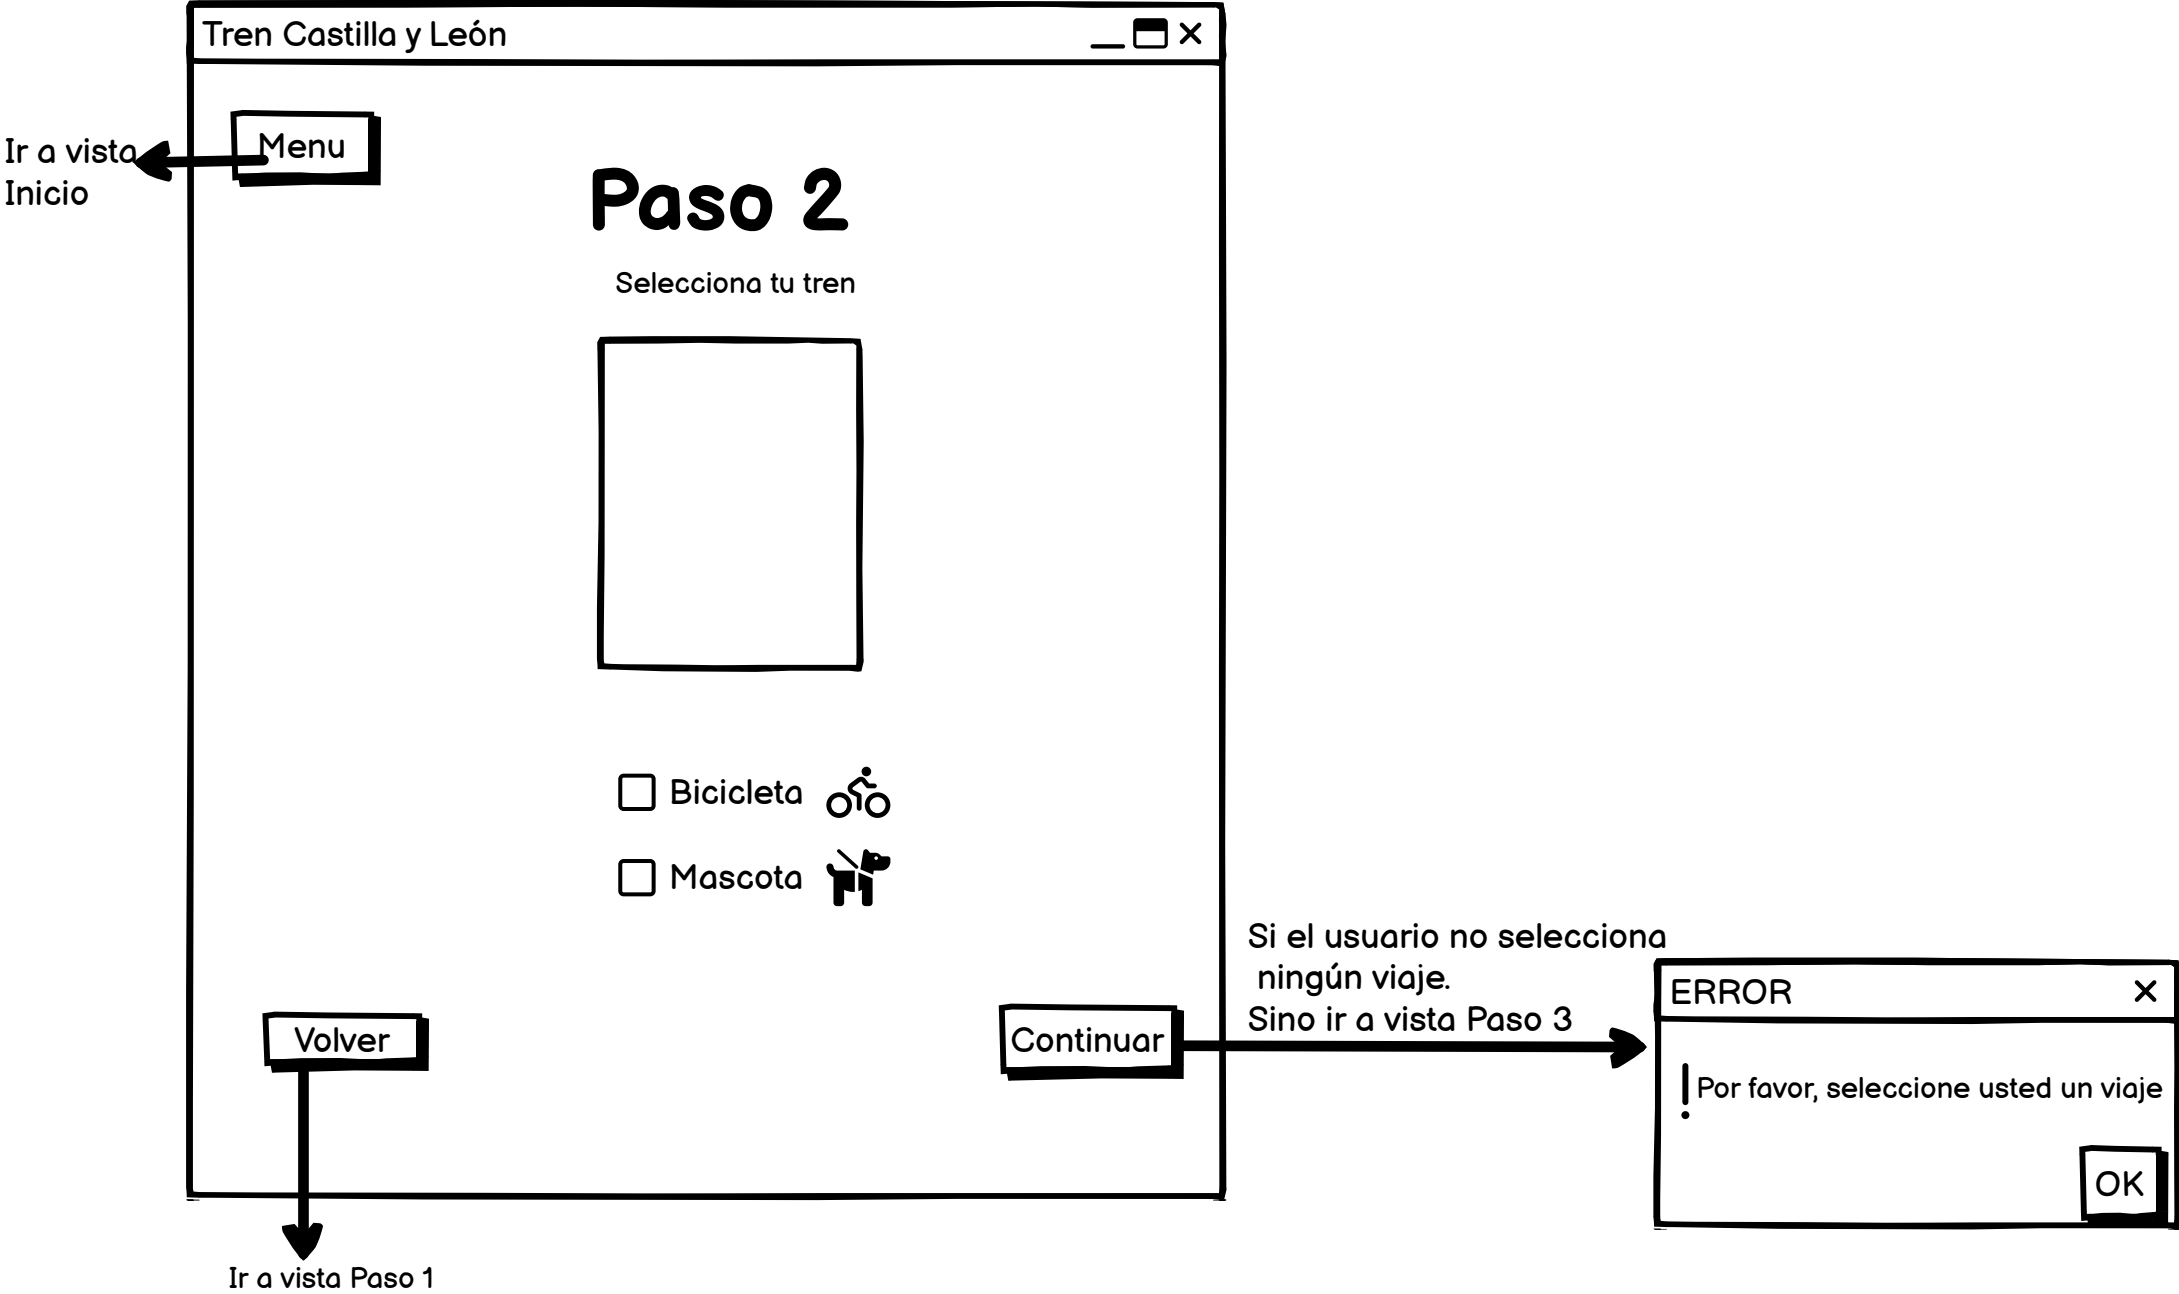 Tren Castilla y León
Menu
Ir a vista
Inicio
Paso 2
Selecciona tu tren
Bicicleta
Mascota
Si el usuario no selecciona
ningún viaje.
Sino ir a vista Paso 3
Volver
Continuar
ERROR
Por favor, seleccione usted un viaje
OK
Ir a vista Paso 1